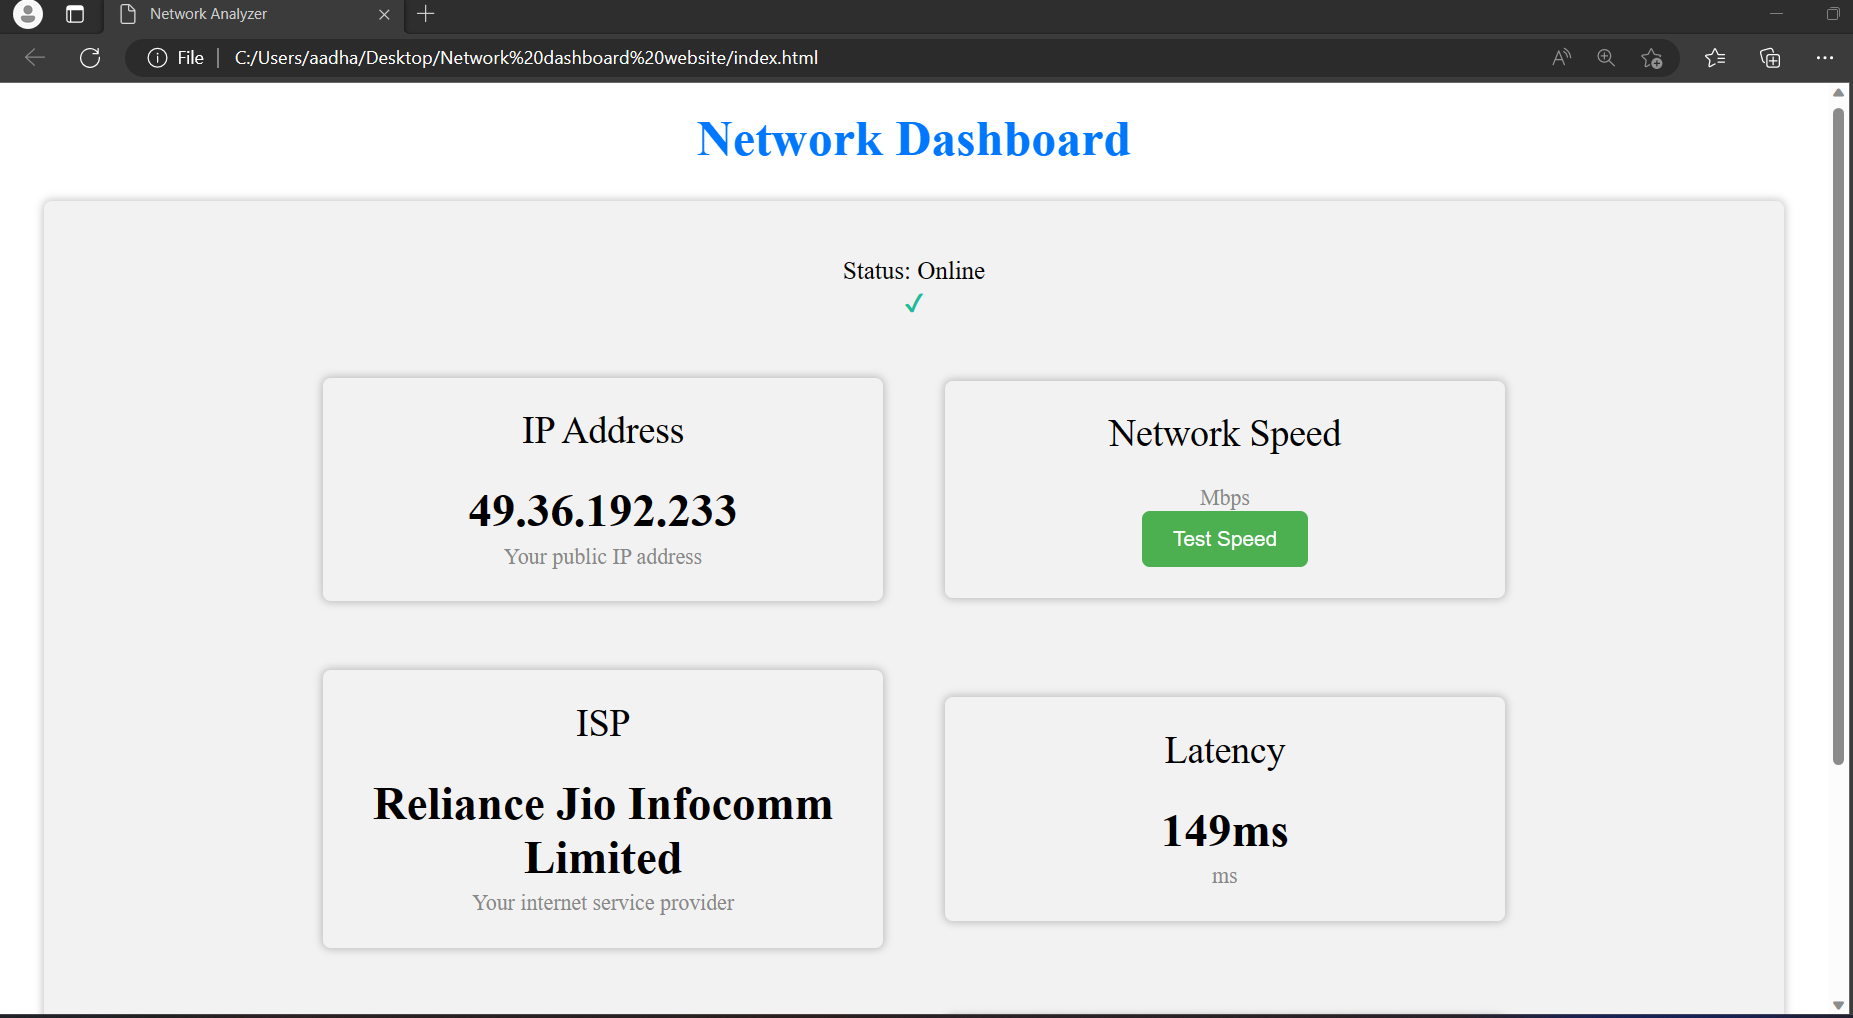 Network Analyzer
File
C:/Users/aadha/Desktop/Network%20dashboard%20website/index.html
Network Dashboard
Status: Online
IP Address
49.36.192.233
Your public IP address
Network Speed
Mbps
Test Speed
ISP
Reliance Jio Infocomm
Limited
Your internet service provider
Latency
149ms
ms